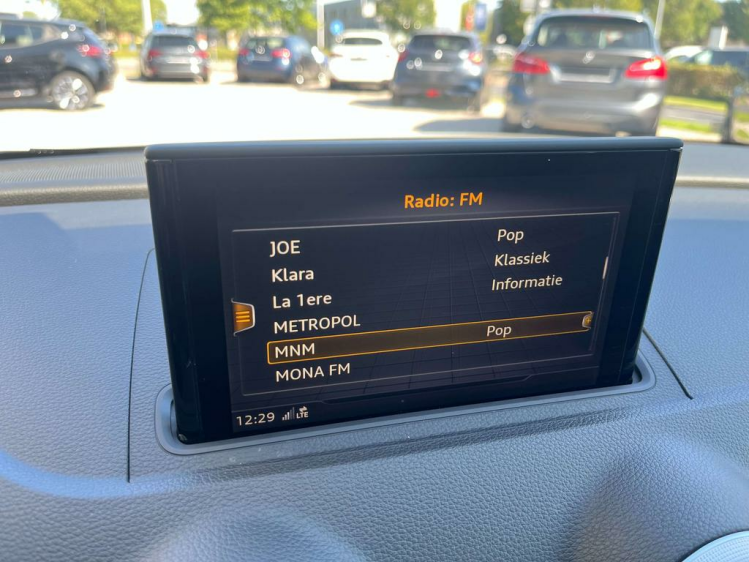 Radio: FM
JOE Pop
Klara Klassiek
La 1ere Informatie
METROPOL
MNM Pop
MONA FM
12:29 LTE